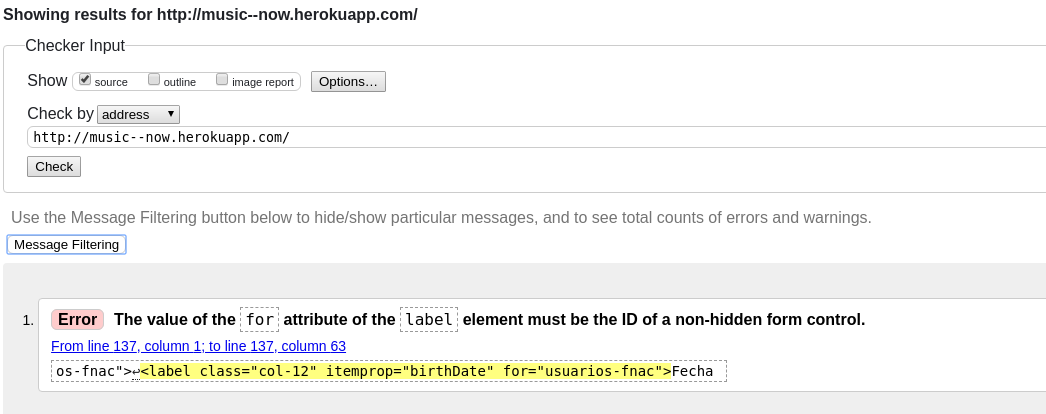 Showing results for http://music--now.herokuapp.com/
Checker Input
Show source outline image report Options...
Check by address
http://music--now.herokuapp.com/
Check
Use the Message Filtering button below to hide/show particular messages, and to see total counts of errors and warnings.
Message Filtering
1. Error The value of the for attribute of the label element must be the ID of a non-hidden form control.
From line 137, column 1; to line 137, column 63
os-fnac">↩<label class="col-12" itemprop="birthDate" for="usuarios-fnac">Fecha